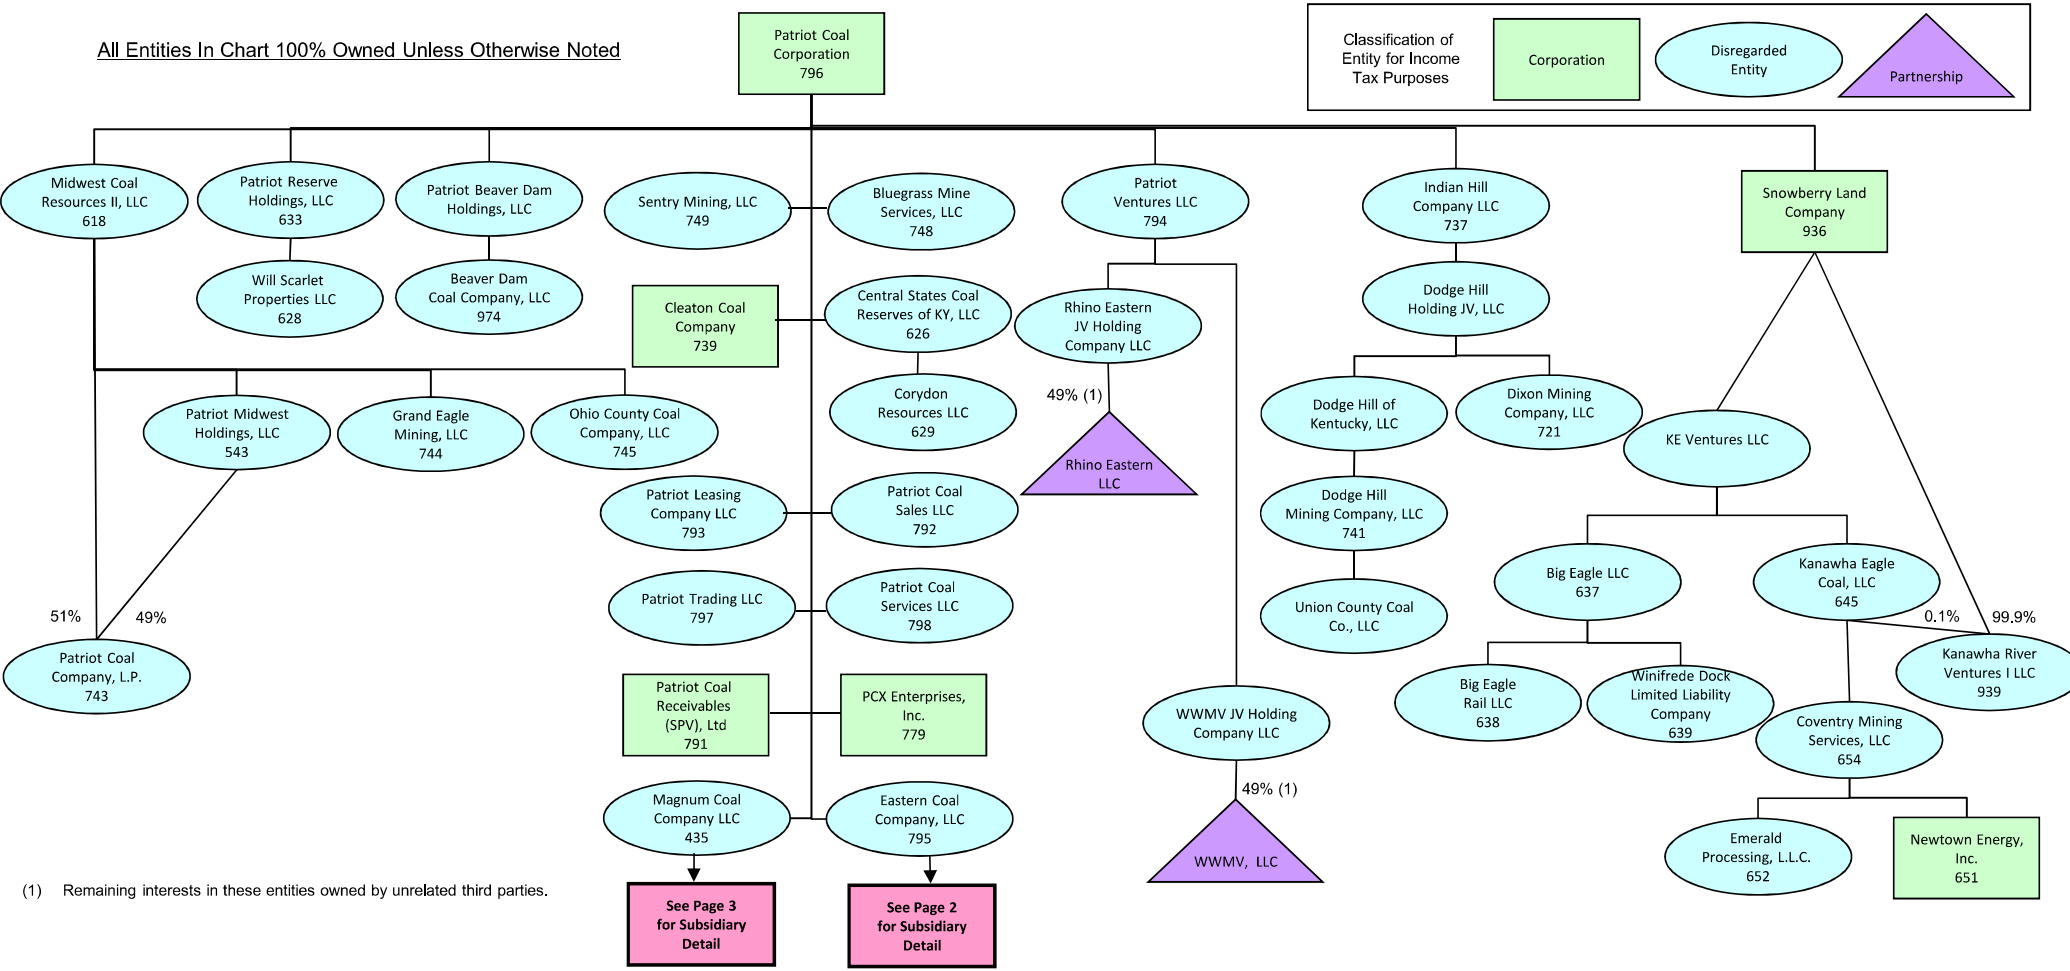 All Entities In Chart 100% Owned Unless Otherwise Noted
Patriot Coal
Corporation
796
Classification of
Entity for Income
Tax Purposes
Corporation
Disregarded
Entity
Partnership
Midwest Coal
Resources II, LLC
618
Patriot Reserve
Holdings, LLC
633
Patriot Beaver Dam
Holdings, LLC
Sentry Mining, LLC
749
Bluegrass Mine
Services, LLC
748
Patriot
Ventures LLC
794
Indian Hill
Company LLC
737
Snowberry Land
Company
936
Will Scarlet
Properties LLC
628
Beaver Dam
Coal Company, LLC
974
Cleaton Coal
Company
739
Central States Coal
Reserves of KY, LLC
626
Rhino Eastern
JV Holding
Company LLC
Dodge Hill
Holding JV, LLC
Patriot Midwest
Holdings, LLC
543
Grand Eagle
Mining, LLC
744
Ohio County Coal
Company, LLC
745
Corydon
Resources LLC
629
49% (1)
Rhino Eastern
LLC
Dodge Hill of
Kentucky, LLC
Dixon Mining
Company, LLC
721
KE Ventures LLC
Patriot Leasing
Company LLC
793
Patriot Coal
Sales LLC
792
Dodge Hill
Mining Company, LLC
741
Big Eagle LLC
637
Kanawha Eagle
Coal, LLC
645
Patriot Trading LLC
797
Patriot Coal
Services LLC
798
Union County Coal
Co., LLC
51%
49%
0.1%
99.9%
Patriot Coal
Company, L.P.
743
Kanawha River
Ventures I LLC
939
Patriot Coal
Receivables
(SPV), Ltd
791
PCX Enterprises,
Inc.
779
WWMV JV Holding
Company LLC
Big Eagle
Rail LLC
638
Winifrede Dock
Limited Liability
Company
639
Coventry Mining
Services, LLC
654
Magnum Coal
Company LLC
435
Eastern Coal
Company, LLC
795
49% (1)
WWMV, LLC
Emerald
Processing, L.L.C.
652
Newtown Energy,
Inc.
651
(1) Remaining interests in these entities owned by unrelated third parties.
See Page 3
for Subsidiary
Detail
See Page 2
for Subsidiary
Detail